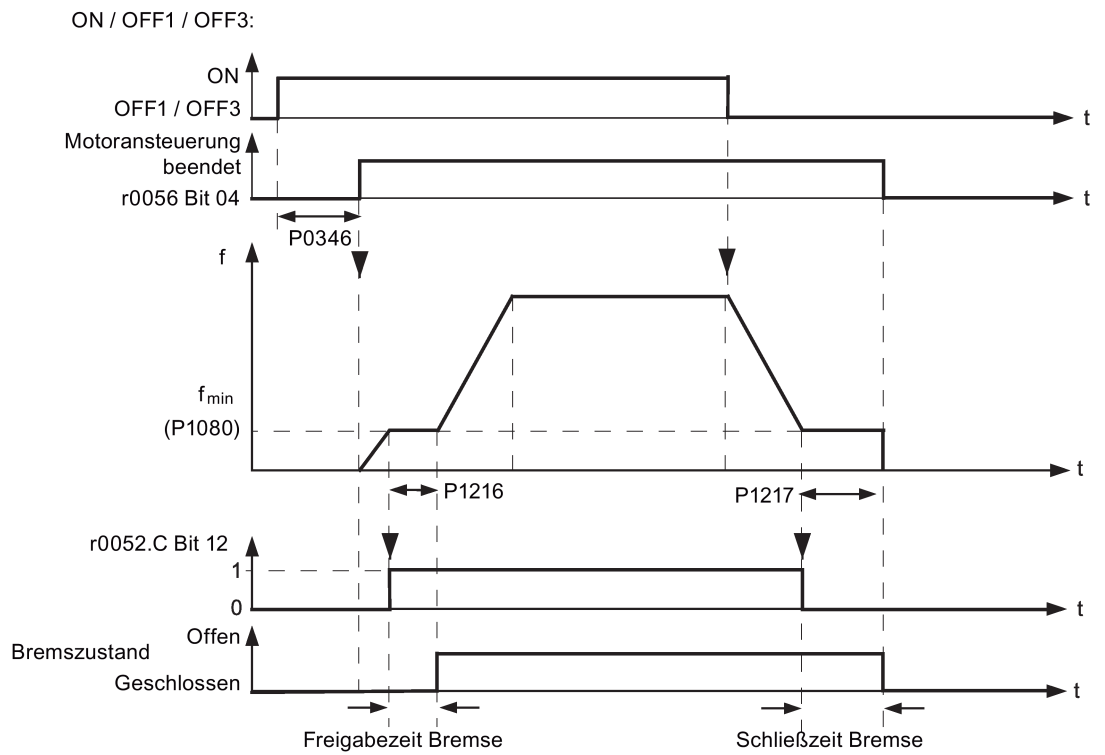 ON / OFF1 / OFF3:
ON
OFF1 / OFF3
t
Motoransteuerung
beendet
r0056 Bit 04
t
P0346
f
fmin
(P1080)
t
P1216
P1217
r0052.C Bit 12
1
0
t
Offen
Bremszustand
Geschlossen
t
Freigabezeit Bremse
Schließzeit Bremse